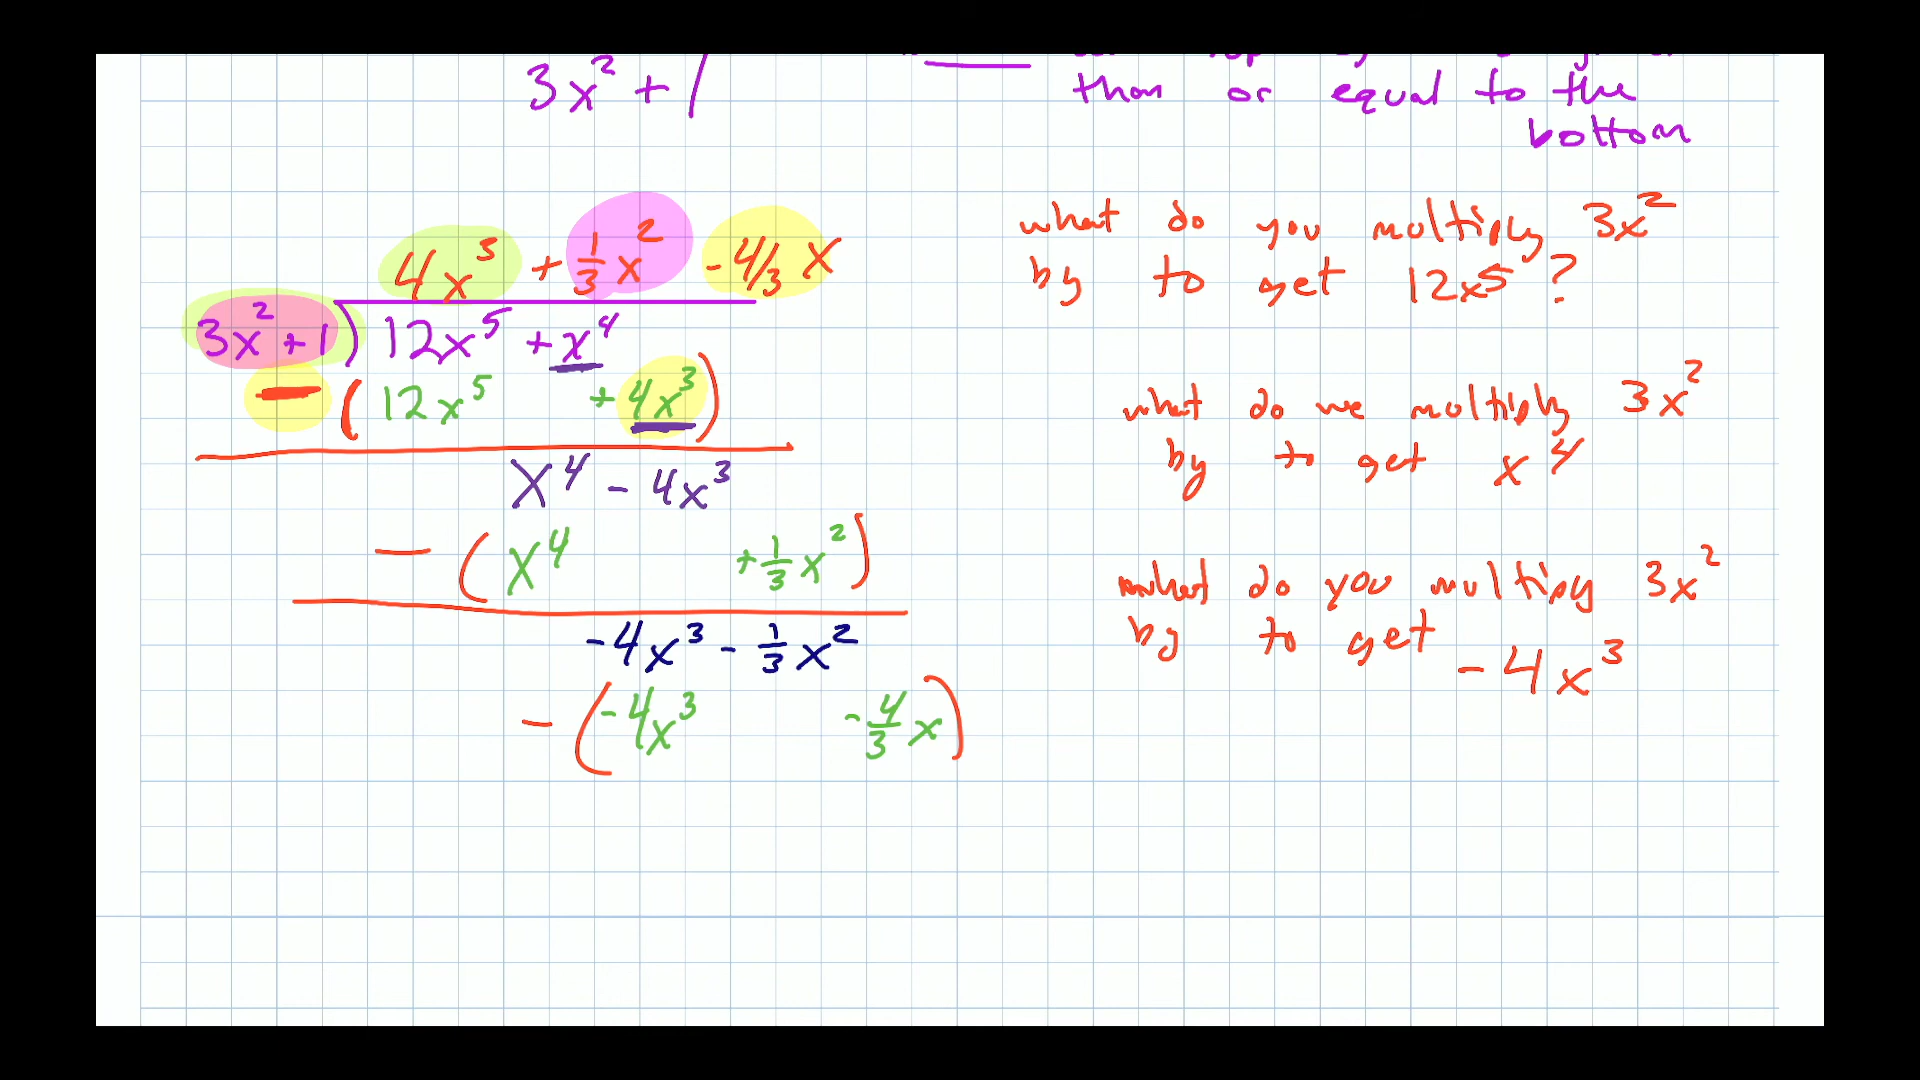 3x² + 1
than or equal to the
bottom
4x³ + 1/3 x² - 4/3 x
3x² + 1 ) 12x⁵ + x⁴
- ( 12x⁵ + 4x³ )
x⁴ - 4x³
- ( x⁴ + 1/3 x² )
-4x³ - 1/3 x²
- ( -4x³ - 4/3 x )
what do you multiply 3x²
by to get 12x⁵ ?
what do we multiply 3x²
by to get x⁴
what do you multipy 3x²
by to get
-4x³